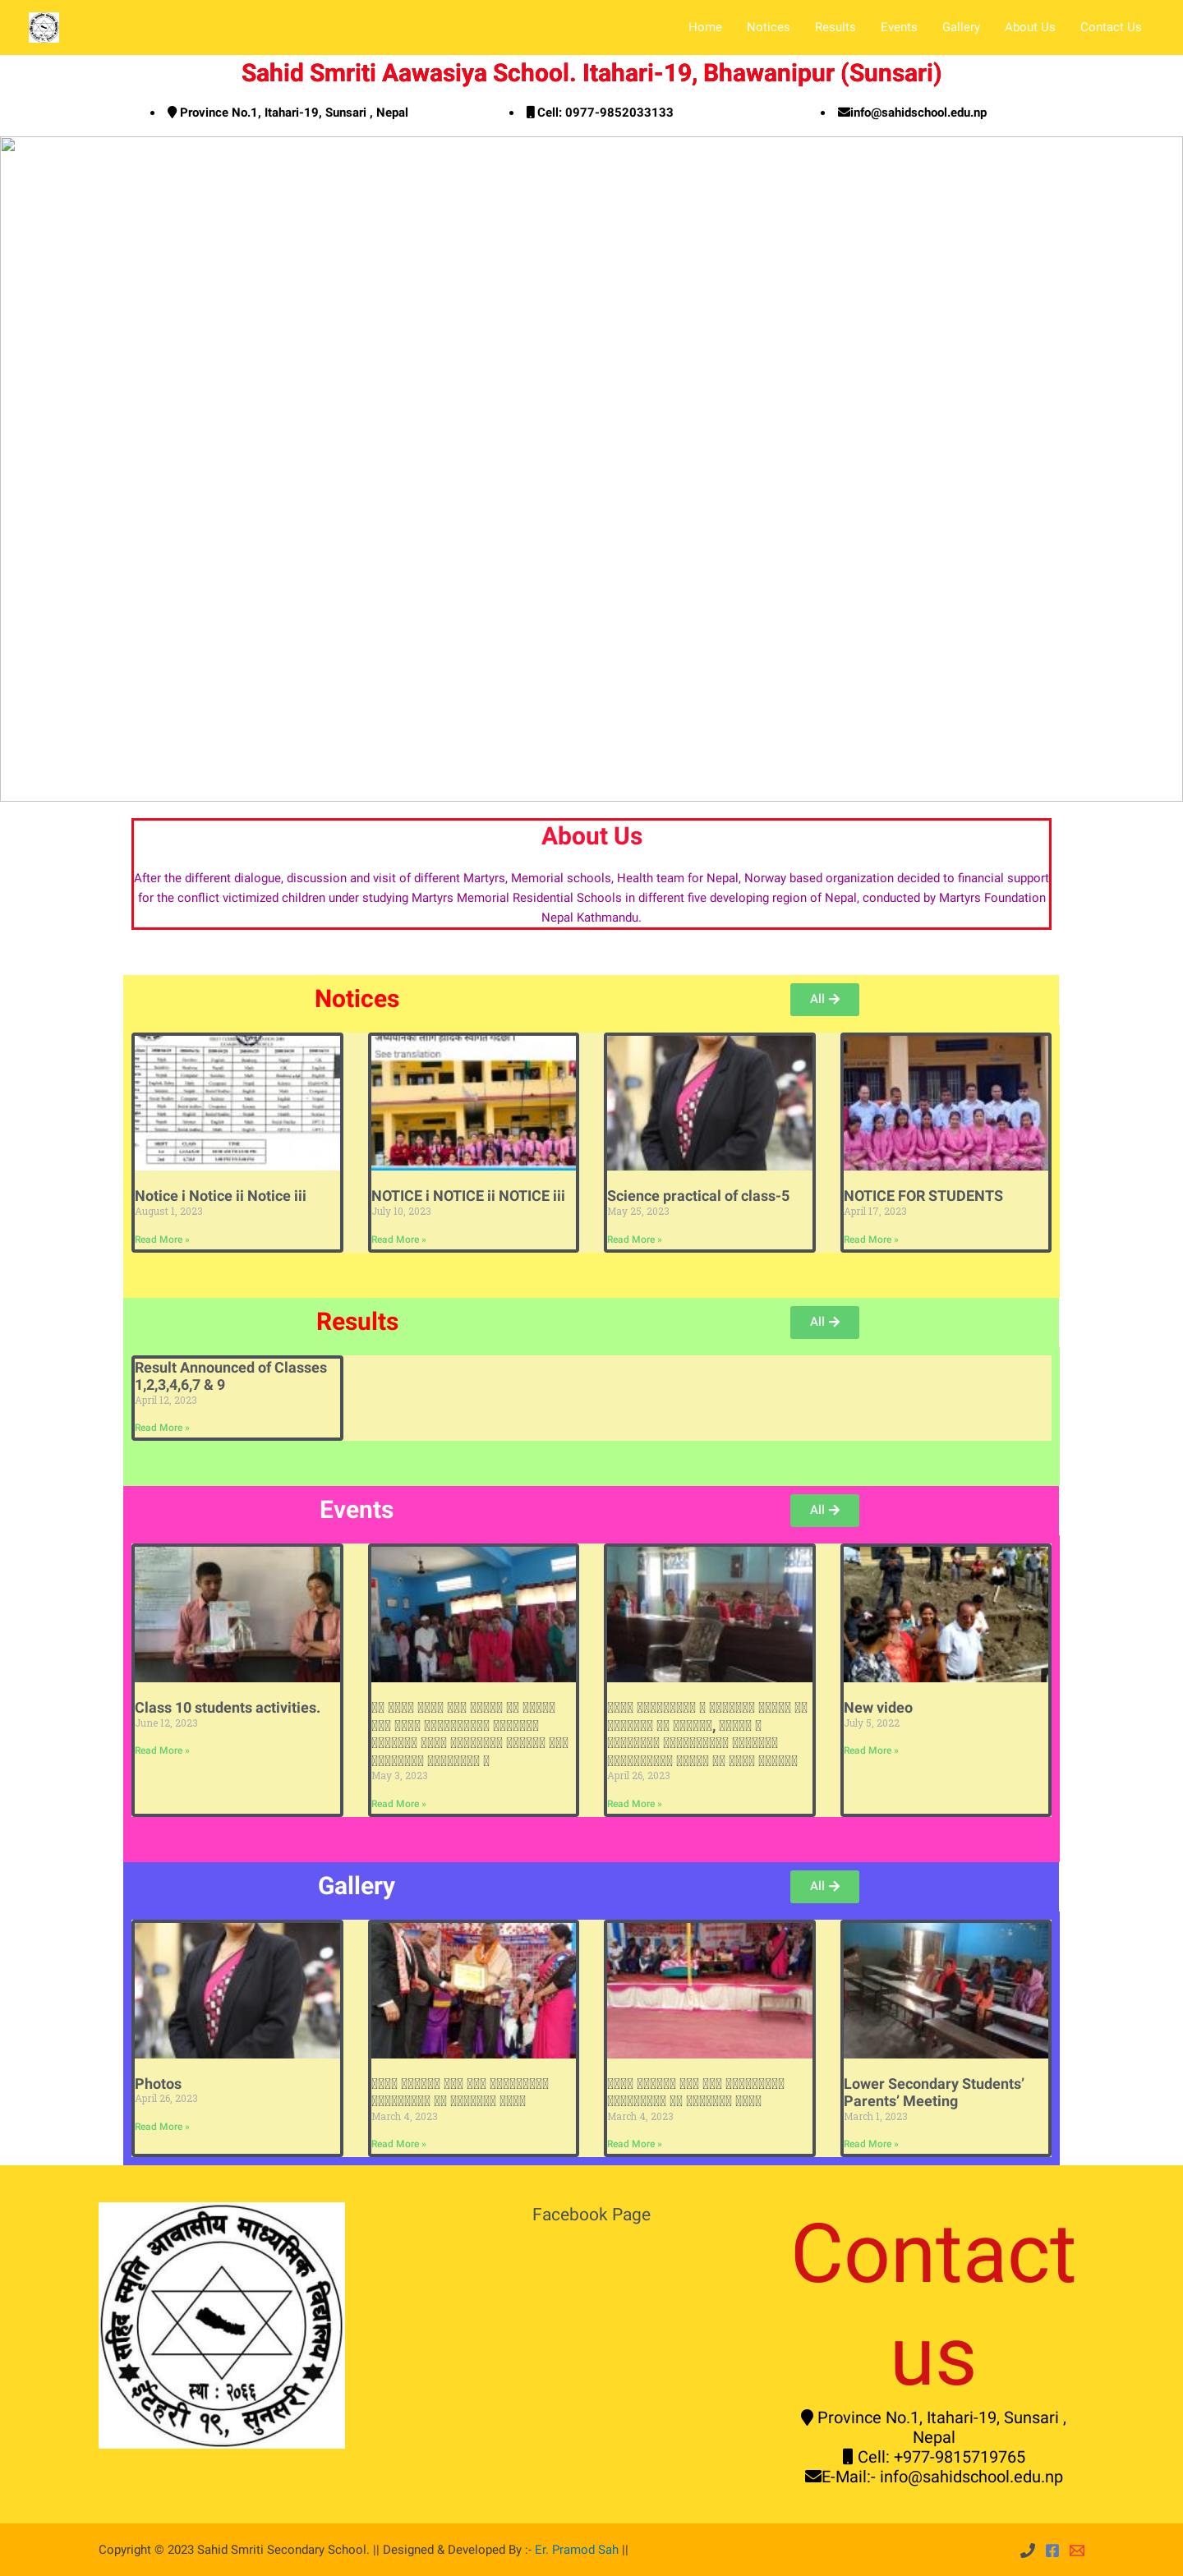 Home Notices Results Events Gallery About Us Contact Us
Sahid Smriti Aawasiya School. Itahari-19, Bhawanipur (Sunsari)
Province No.1, Itahari-19, Sunsari , Nepal
Cell: 0977-9852033133
info@sahidschool.edu.np
About Us
After the different dialogue, discussion and visit of different Martyrs, Memorial schools, Health team for Nepal, Norway based organization decided to financial support
for the conflict victimized children under studying Martyrs Memorial Residential Schools in different five developing region of Nepal, conducted by Martyrs Foundation
Nepal Kathmandu.
Notices
All
See translation
Notice i Notice ii Notice iii
August 1, 2023
Read More »
NOTICE i NOTICE ii NOTICE iii
July 10, 2023
Read More »
Science practical of class-5
May 25, 2023
Read More »
NOTICE FOR STUDENTS
April 17, 2023
Read More »
Results
All
Result Announced of Classes
1,2,3,4,6,7 & 9
April 12, 2023
Read More »
Events
All
Class 10 students activities.
June 12, 2023
Read More »
May 3, 2023
Read More »
April 26, 2023
Read More »
New video
July 5, 2022
Read More »
Gallery
All
Photos
April 26, 2023
Read More »
March 4, 2023
Read More »
March 4, 2023
Read More »
Lower Secondary Students’
Parents’ Meeting
March 1, 2023
Read More »
सहिद स्मृति आवासीय माध्यमिक विद्यालय
स्था : २०६६
ईटहरी १९, सुनसरी
Facebook Page
Contact
us
Province No.1, Itahari-19, Sunsari ,
Nepal
Cell: +977-9815719765
E-Mail:- info@sahidschool.edu.np
Copyright © 2023 Sahid Smriti Secondary School. || Designed & Developed By :- Er. Pramod Sah ||